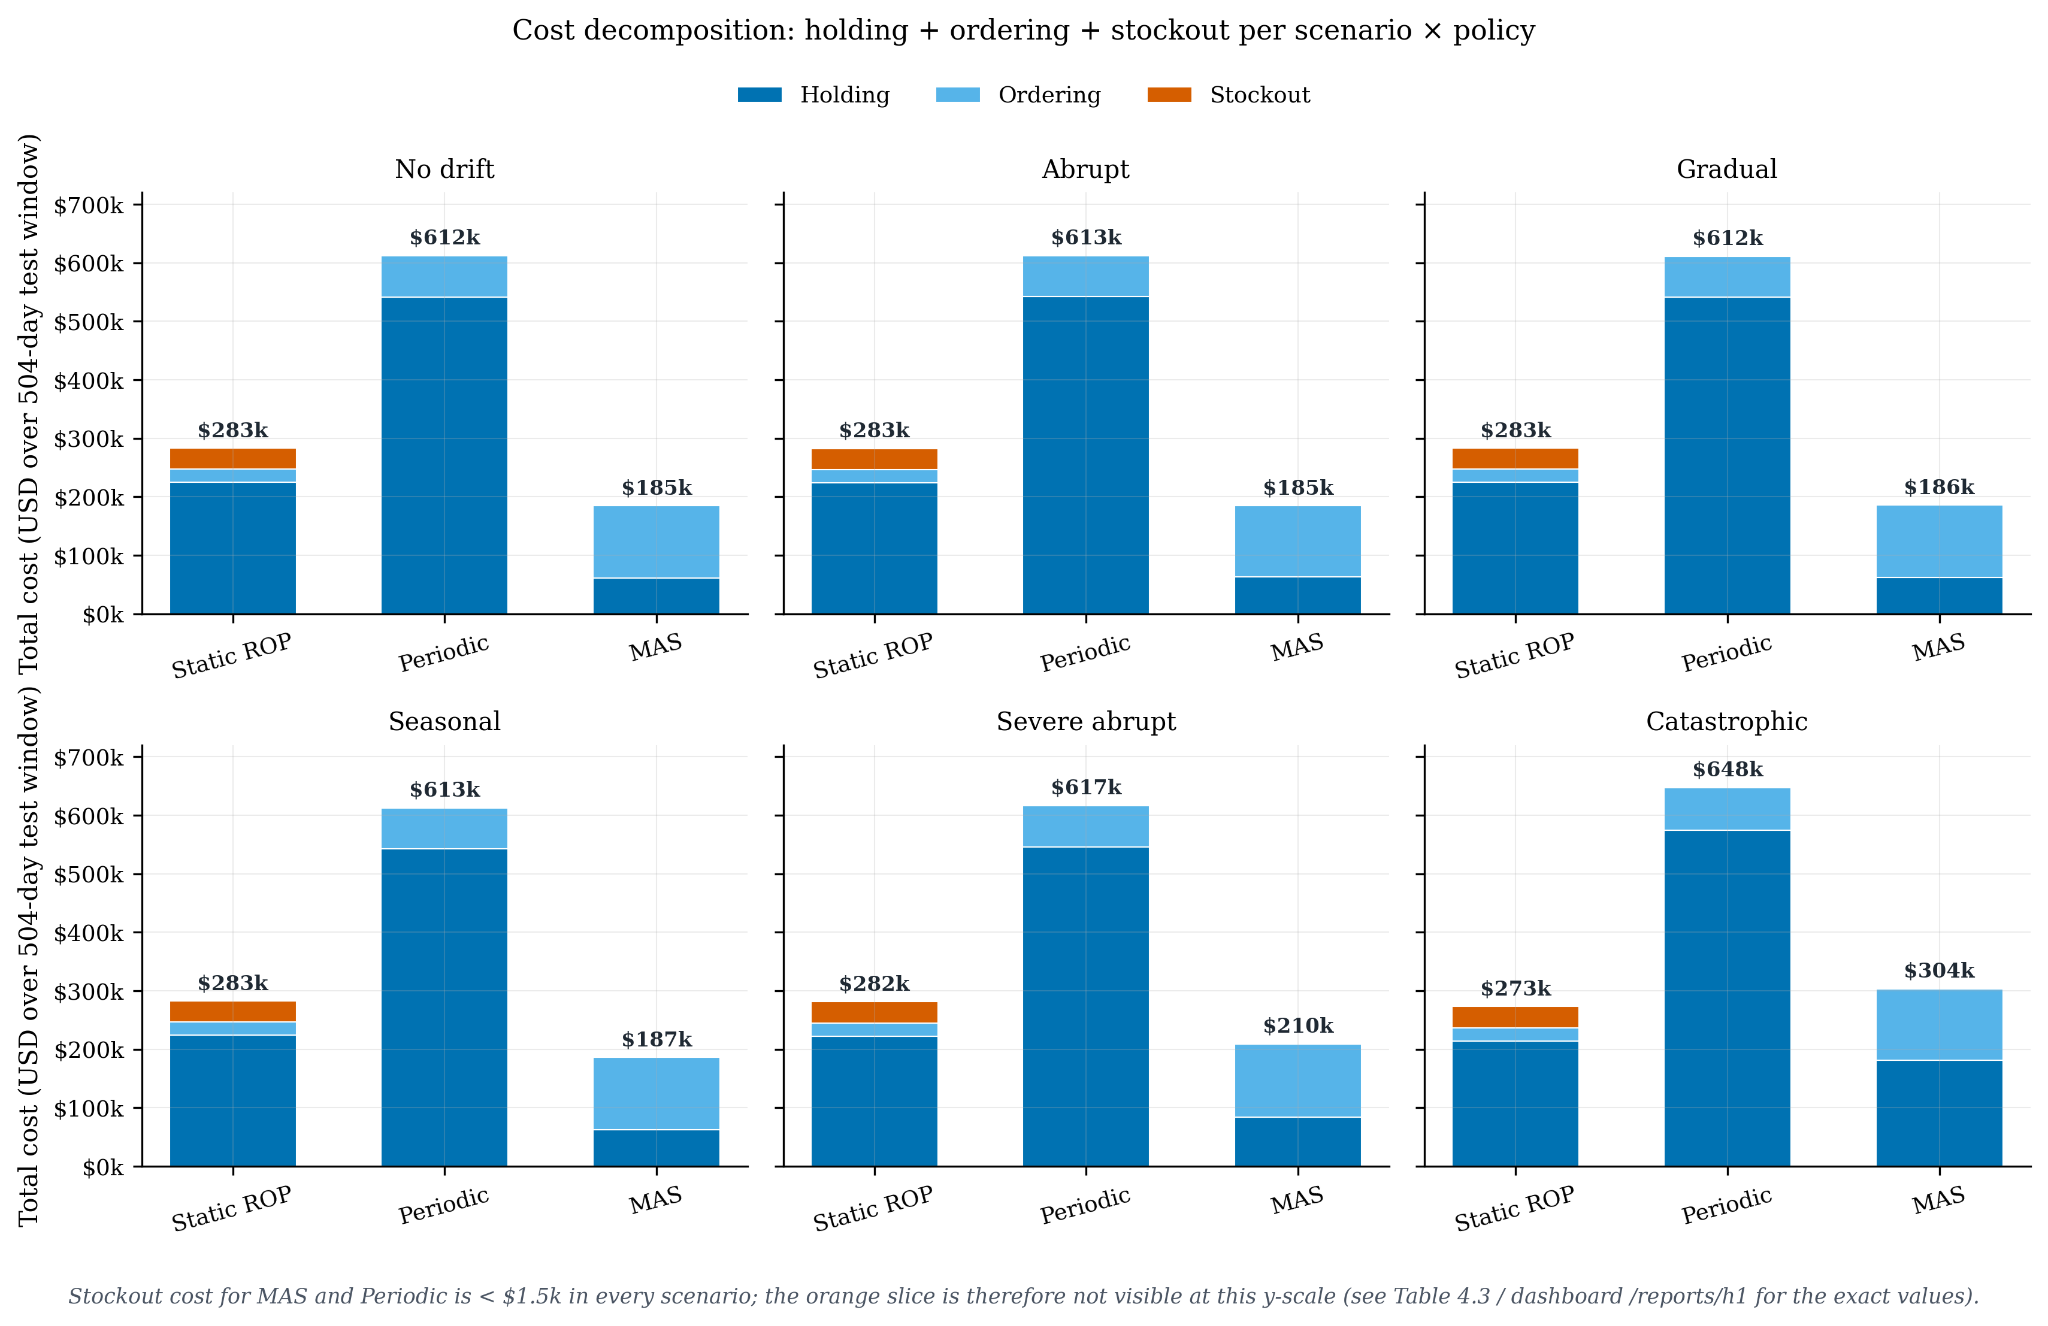 Cost decomposition: holding + ordering + stockout per scenario × policy
Holding
Ordering
Stockout
Total cost (USD over 504-day test window)
No drift
$700k
$600k
$500k
$400k
$300k
$200k
$100k
$0k
$283k
$612k
$185k
Static ROP
Periodic
MAS
Abrupt
$283k
$613k
$185k
Static ROP
Periodic
MAS
Gradual
$283k
$612k
$186k
Static ROP
Periodic
MAS
Total cost (USD over 504-day test window)
Seasonal
$700k
$600k
$500k
$400k
$300k
$200k
$100k
$0k
$283k
$613k
$187k
Static ROP
Periodic
MAS
Severe abrupt
$282k
$617k
$210k
Static ROP
Periodic
MAS
Catastrophic
$273k
$648k
$304k
Static ROP
Periodic
MAS
Stockout cost for MAS and Periodic is < $1.5k in every scenario; the orange slice is therefore not visible at this y-scale (see Table 4.3 / dashboard /reports/h1 for the exact values).